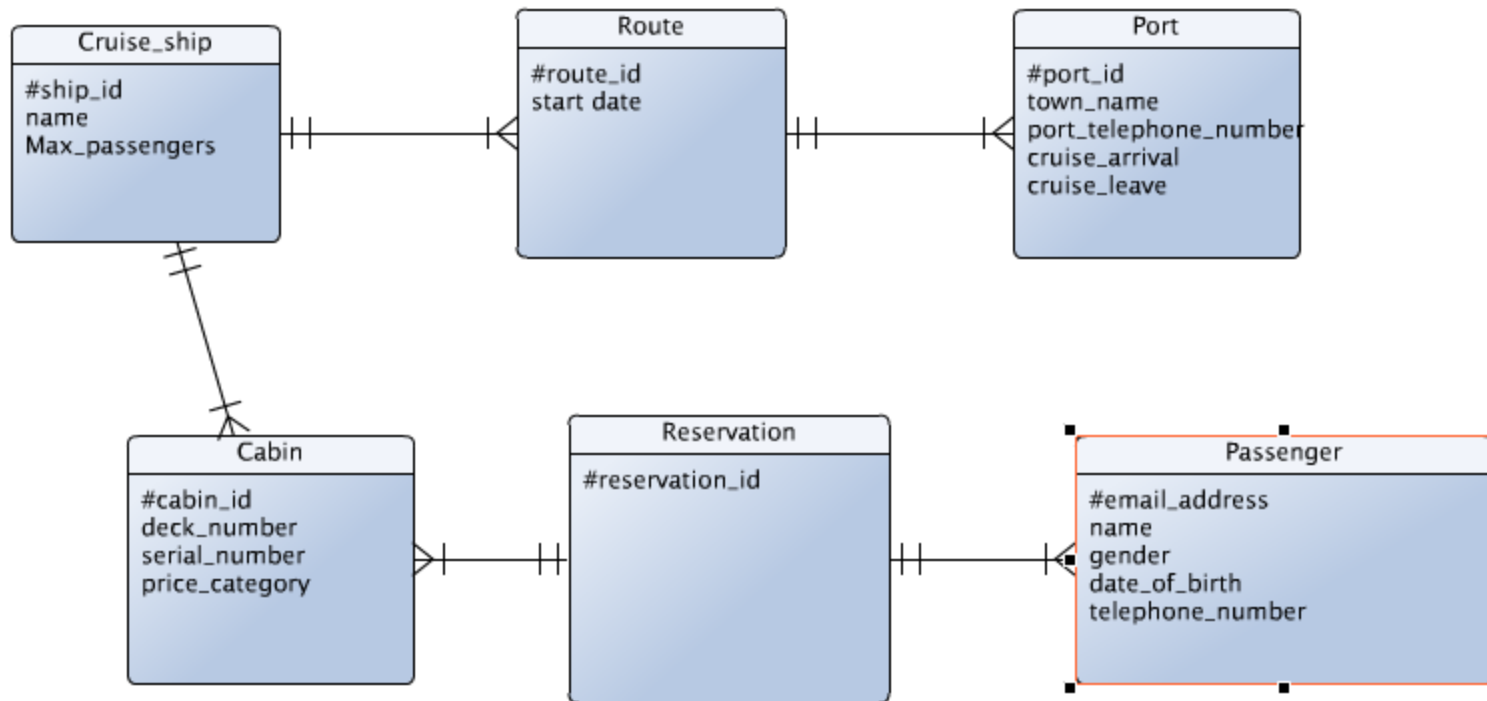 Cruise_ship
#ship_id
name
Max_passengers
Route
#route_id
start date
Port
#port_id
town_name
port_telephone_number
cruise_arrival
cruise_leave
Cabin
#cabin_id
deck_number
serial_number
price_category
Reservation
#reservation_id
Passenger
#email_address
name
gender
date_of_birth
telephone_number